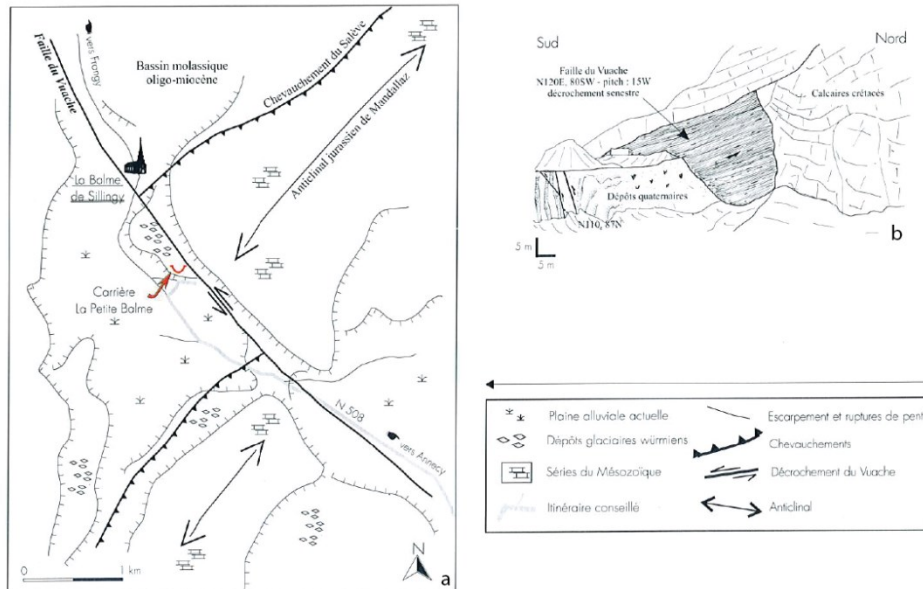 Faille du Vuache
vers Frangy
Bassin molassique
oligo-miocène
Chevauchement du Salève
Anticlinal jurassien de Mandallaz
La Balme
de Sillingy
Carrière
La Petite Balme
N 508
vers Annecy
N
0
1 km
a
Sud
Nord
Faille du Vuache
N120E, 80SW - pitch : 15W
décrochement senestre
Calcaires crétacés
Dépôts quaternaires
N110, 87N
b
5 m
5 m
Plaine alluviale actuelle
Dépôts glaciaires würmiens
Séries du Mésozoïque
Itinéraire conseillé
Escarpement et ruptures de pent
Chevauchements
Décrochement du Vuache
Anticlinal